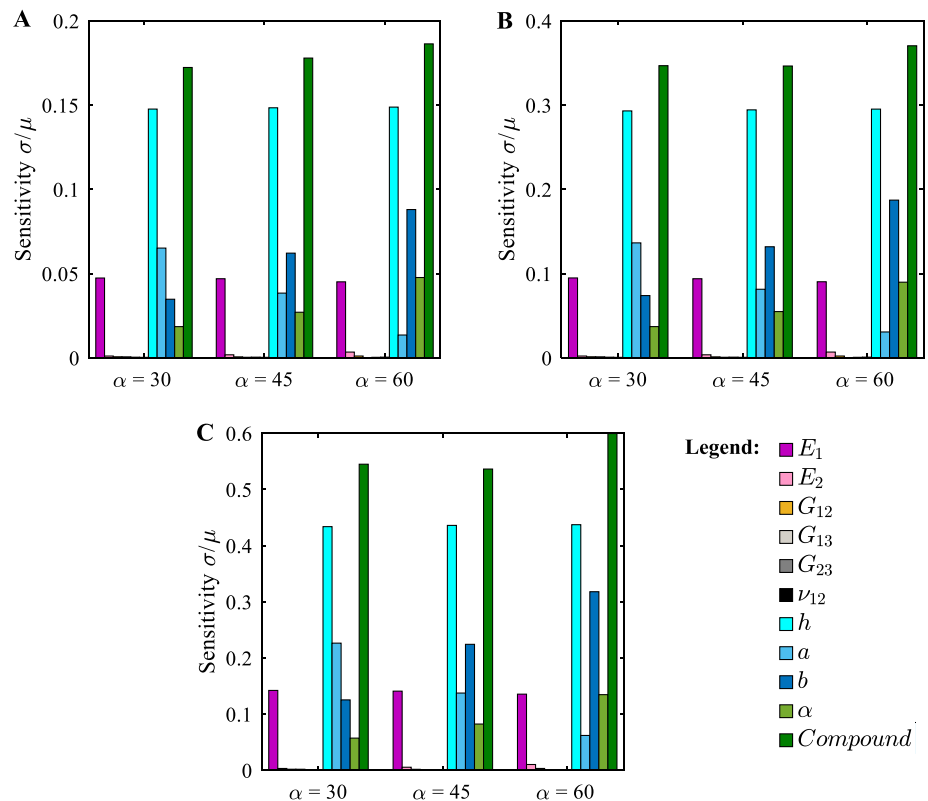 A
0.2
0.15
0.1
0.05
0
Sensitivity σ/μ
α = 30
α = 45
α = 60
B
0.4
0.3
0.2
0.1
0
Sensitivity σ/μ
α = 30
α = 45
α = 60
C
0.6
0.5
0.4
0.3
0.2
0.1
0
Sensitivity σ/μ
α = 30
α = 45
α = 60
Legend:
E₁
E₂
G₁₂
G₁₃
G₂₃
ν₁₂
h
a
b
α
Compound